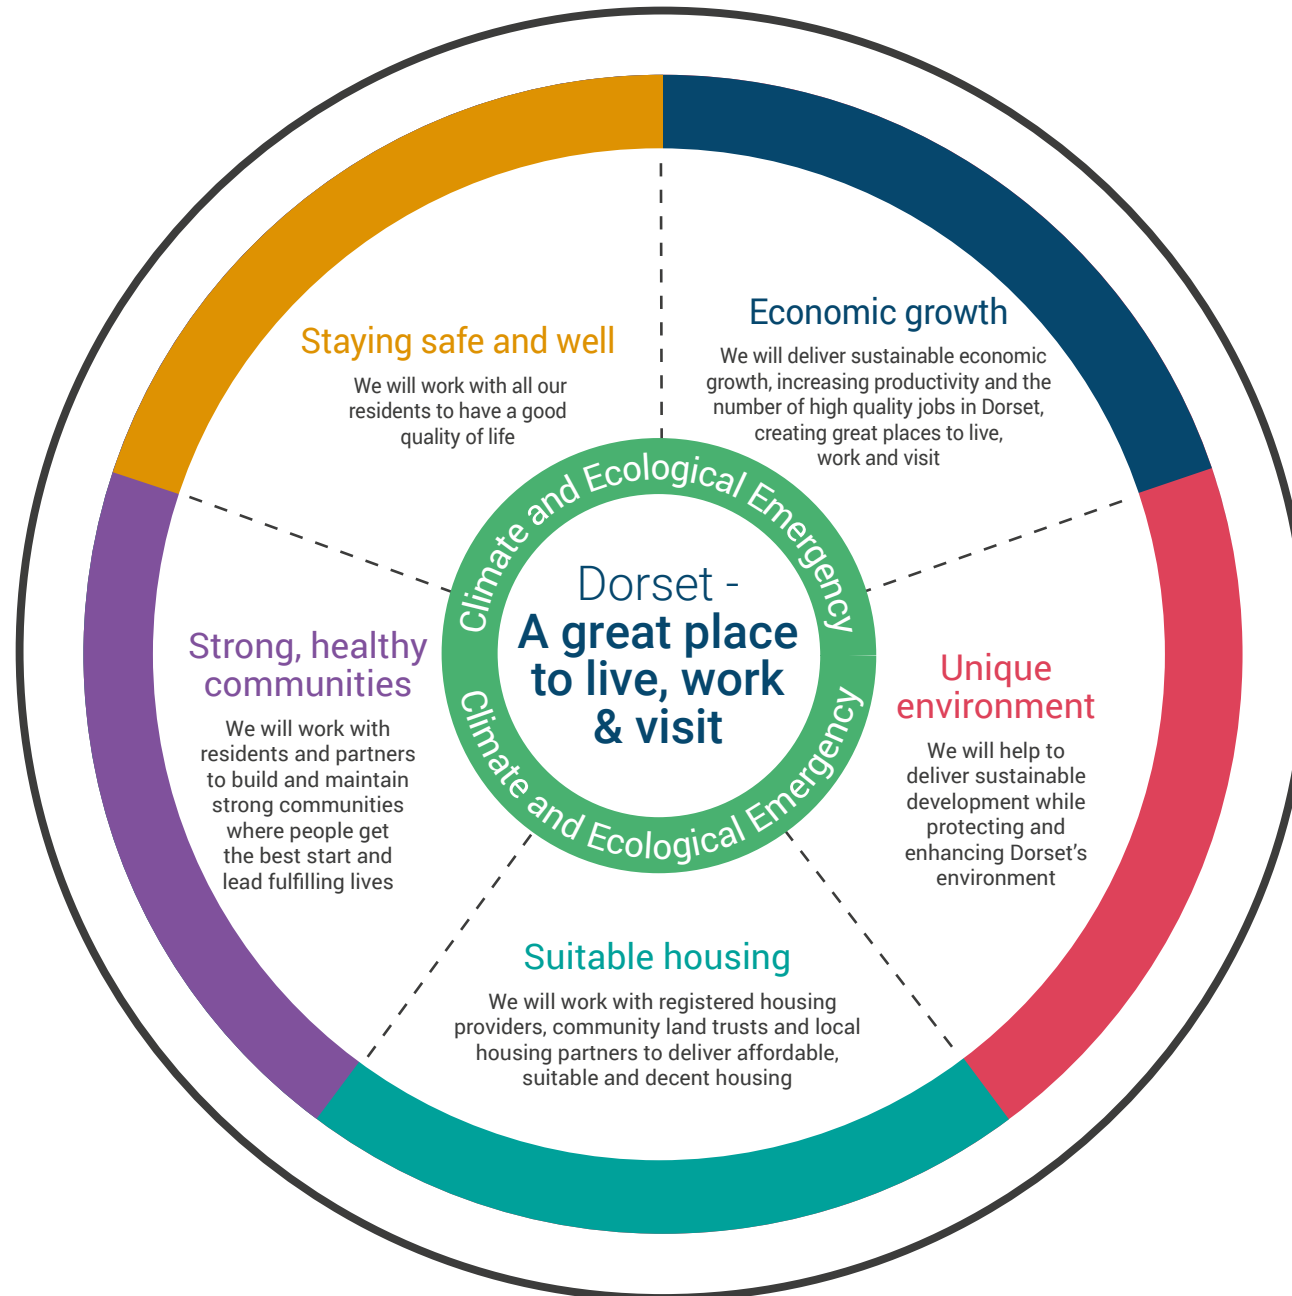 Staying safe and well
We will work with all our
residents to have a good
quality of life
Economic growth
We will deliver sustainable economic
growth, increasing productivity and the
number of high quality jobs in Dorset,
creating great places to live,
work and visit
Climate and Ecological Emergency
Dorset -
A great place
to live, work
& visit
Climate and Ecological Emergency
Strong, healthy
communities
We will work with
residents and partners
to build and maintain
strong communities
where people get
the best start and
lead fulfilling lives
Unique
environment
We will help to
deliver sustainable
development while
protecting and
enhancing Dorset’s
environment
Suitable housing
We will work with registered housing
providers, community land trusts and local
housing partners to deliver affordable,
suitable and decent housing